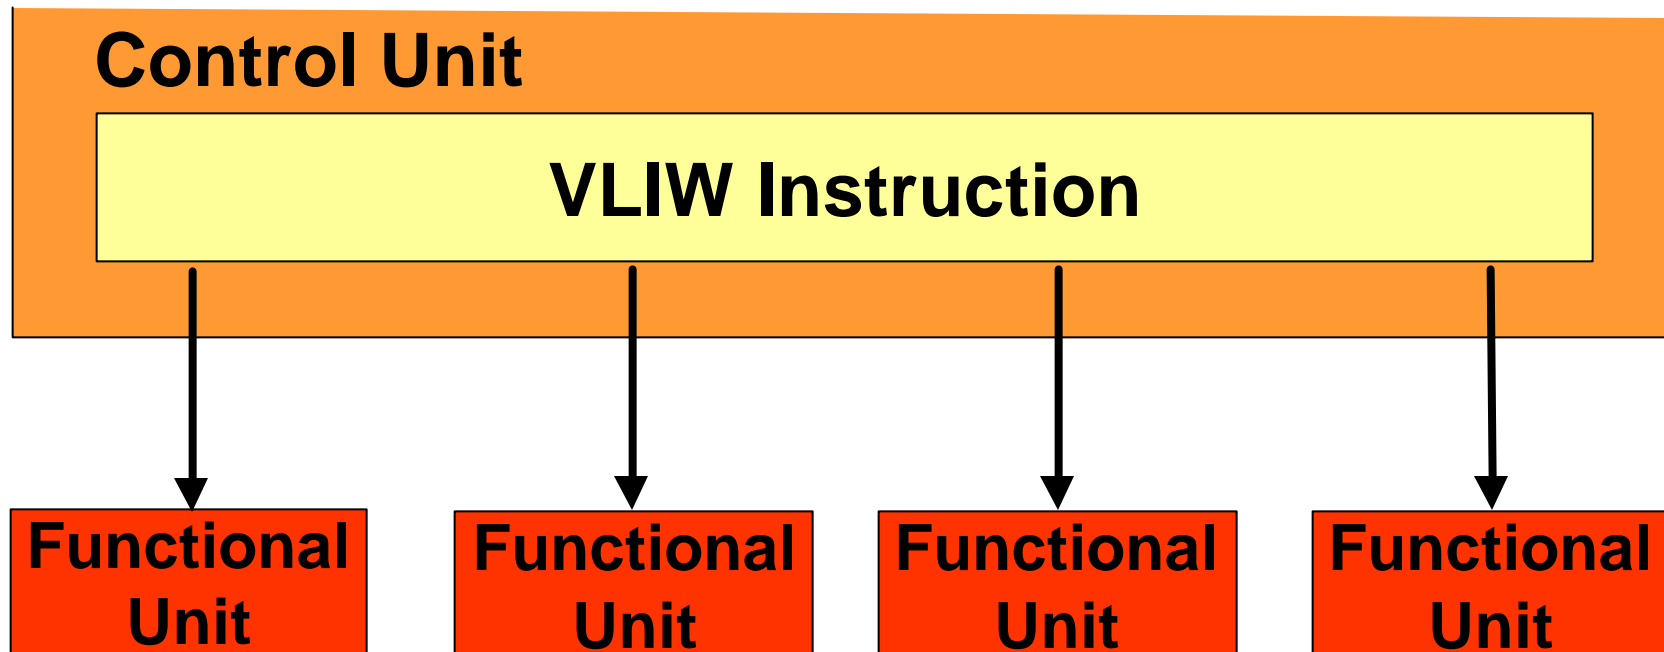 Control Unit
VLIW Instruction
Functional Functional Functional Functional
Unit Unit Unit Unit